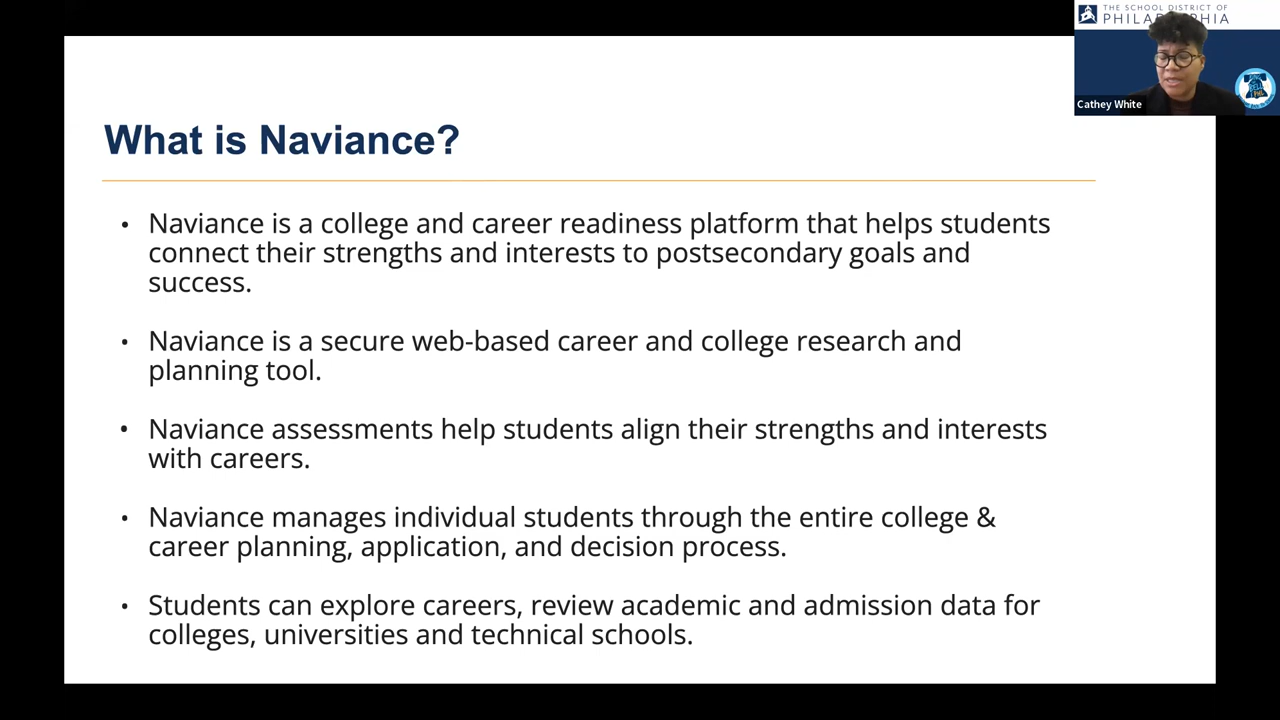 THE SCHOOL DISTRICT OF
PHILADELPHIA
Cathey White
What is Naviance?
• Naviance is a college and career readiness platform that helps students
connect their strengths and interests to postsecondary goals and
success.
• Naviance is a secure web-based career and college research and
planning tool.
• Naviance assessments help students align their strengths and interests
with careers.
• Naviance manages individual students through the entire college &
career planning, application, and decision process.
• Students can explore careers, review academic and admission data for
colleges, universities and technical schools.